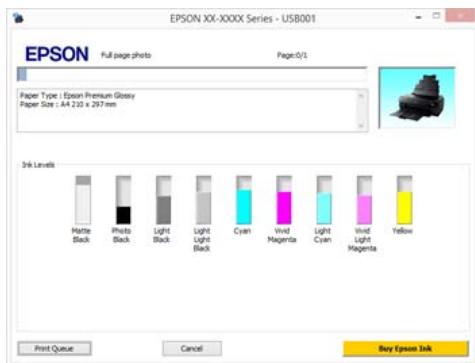 EPSON XX-XXXX Series - USB001
EPSON
Full page photo
Page:0/1
Paper Type : Epson Premium Glossy
Paper Size : A4 210 x 297 mm
Ink Levels
Matte Black
Photo Black
Light Black
Light Light Black
Cyan
Vivid Magenta
Light Cyan
Vivid Light Magenta
Yellow
Print Queue
Cancel
Buy Epson Ink